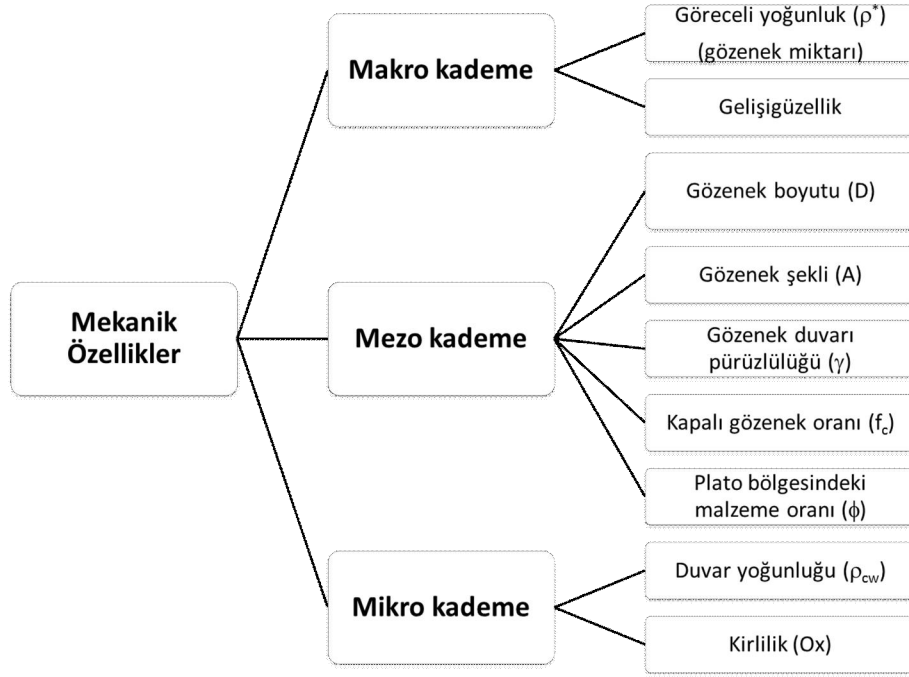 Mekanik
Özellikler
Makro kademe
Göreceli yoğunluk (ρ*)
(gözenek miktarı)
Gelişigüzellik
Mezo kademe
Gözenek boyutu (D)
Gözenek şekli (A)
Gözenek duvarı
pürüzlülüğü (γ)
Kapalı gözenek oranı (fc)
Plato bölgesindeki
malzeme oranı (ϕ)
Mikro kademe
Duvar yoğunluğu (ρcw)
Kirlilik (Ox)